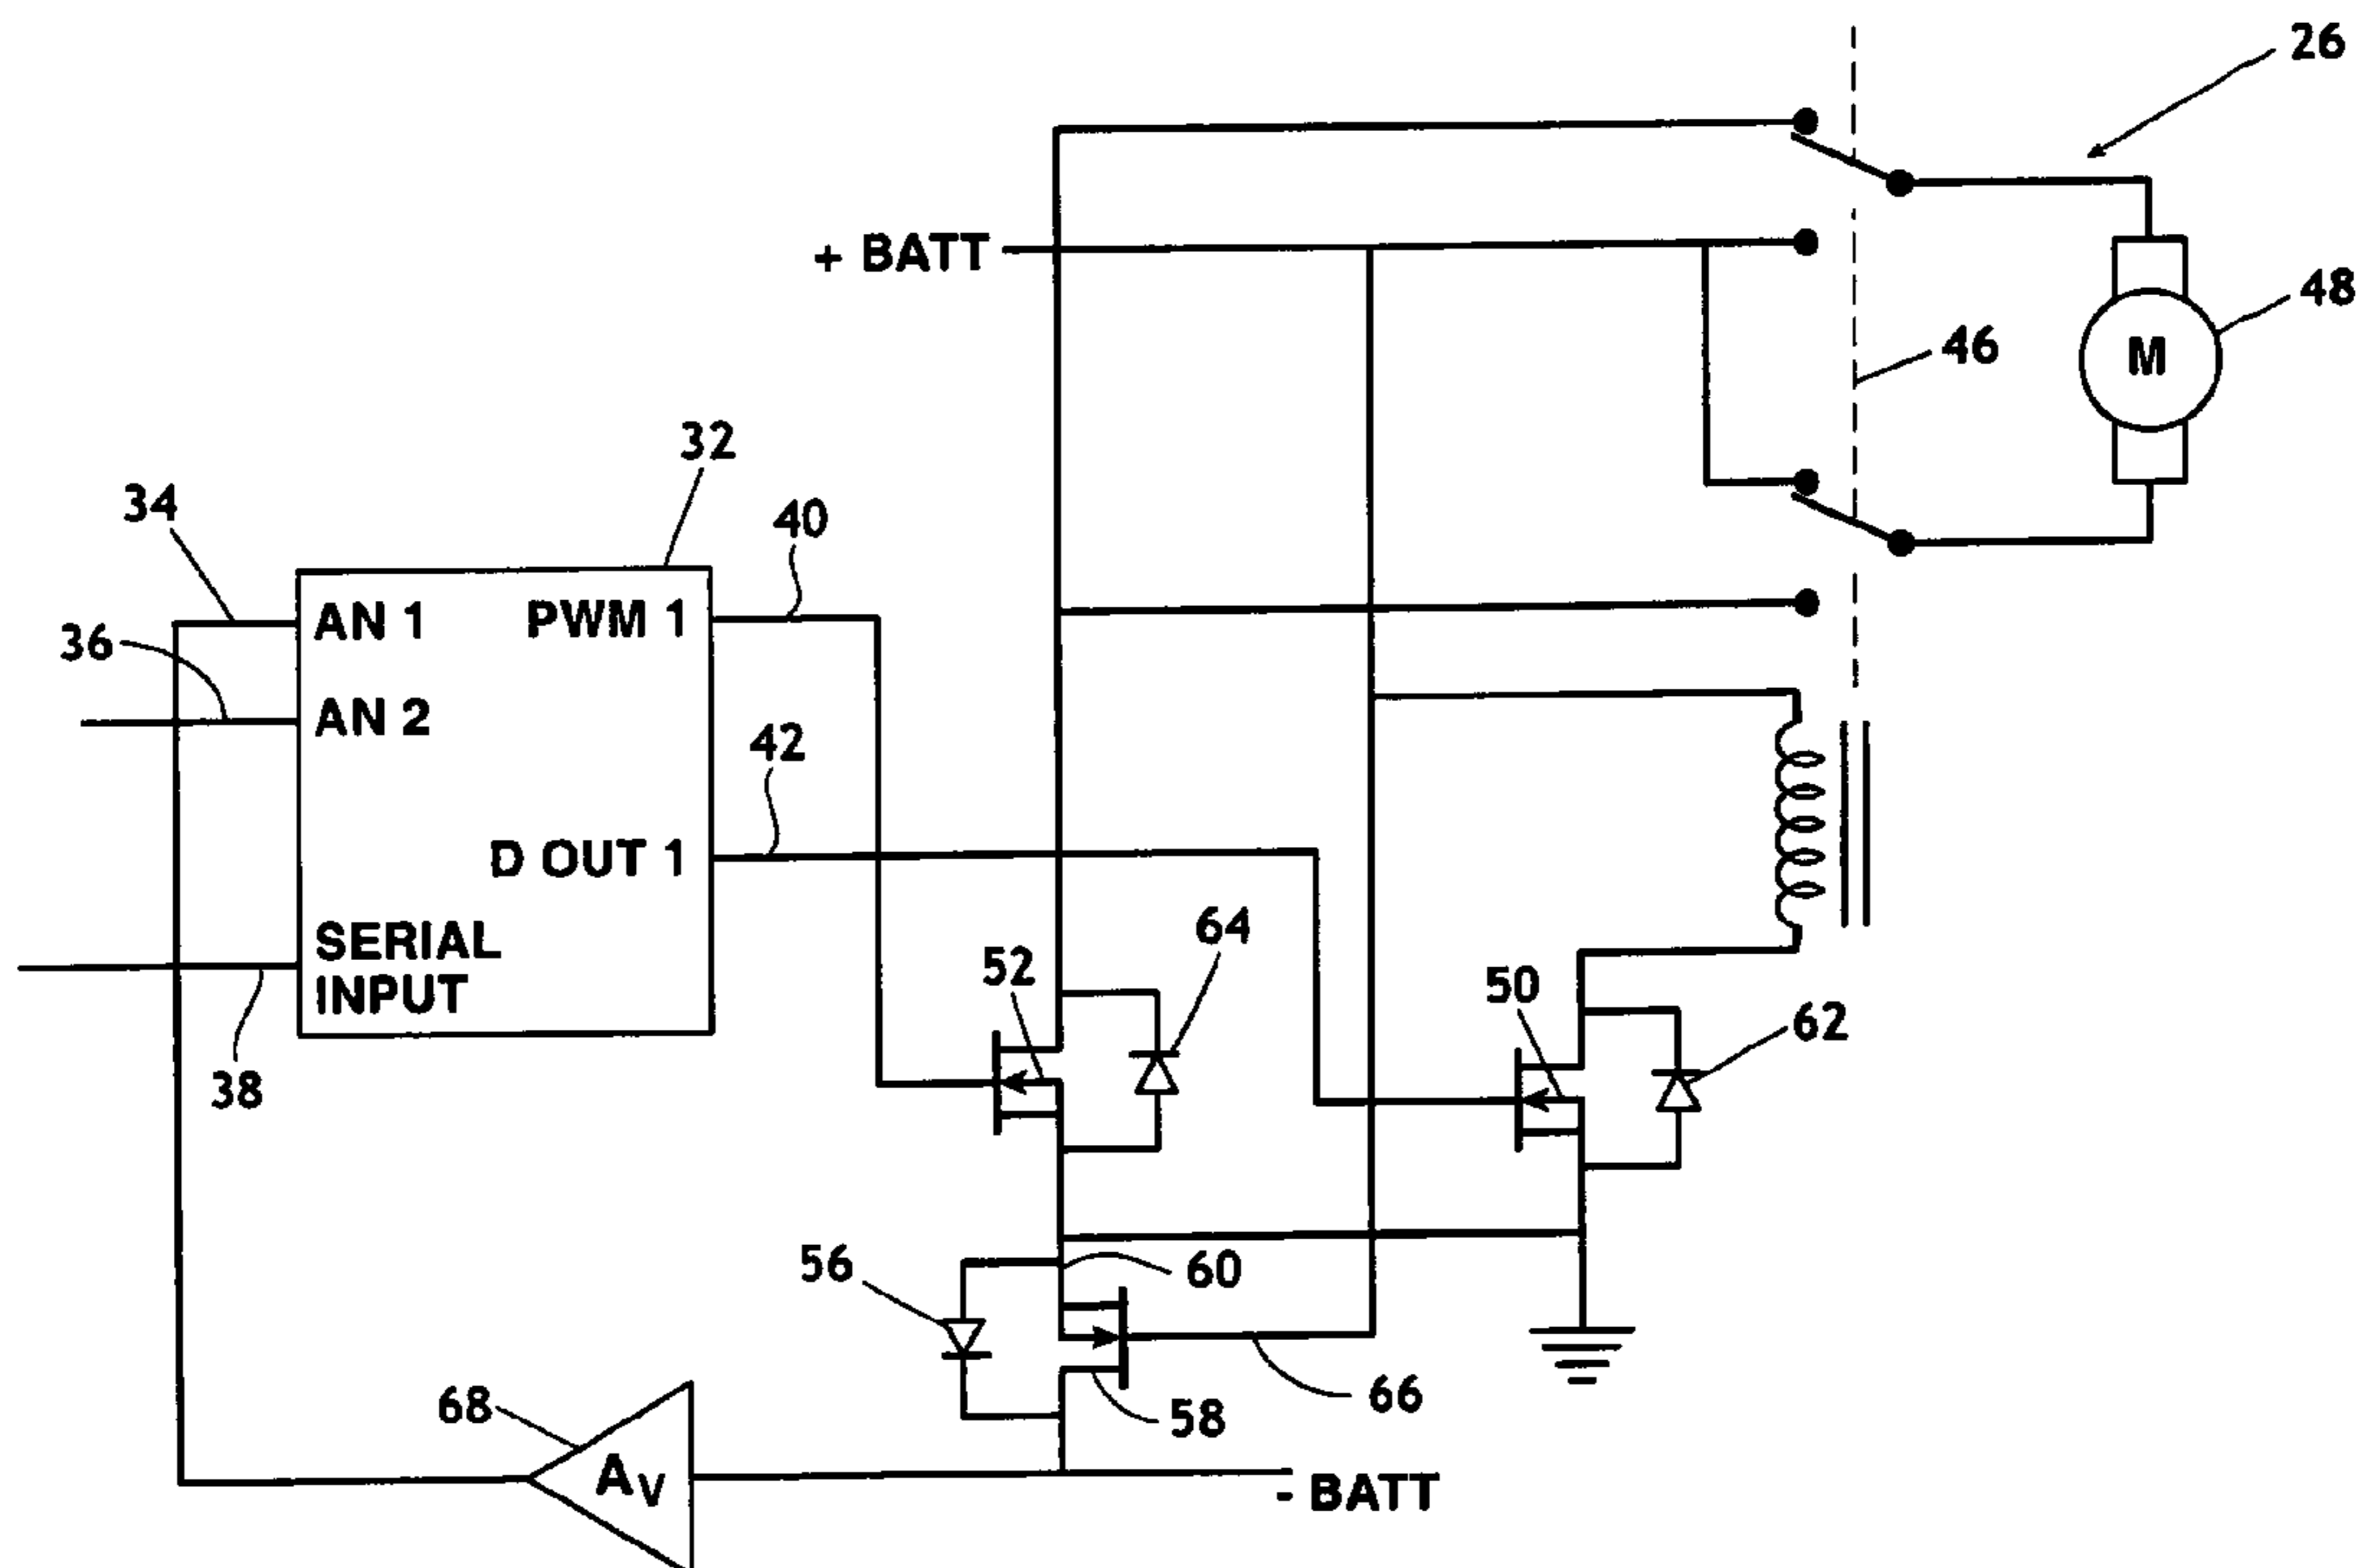 26
+ BATT
48
M
46
32
34
40
AN 1
PWM 1
36
AN 2
42
D OUT 1
64
SERIAL
INPUT
52
50
62
38
56
60
66
58
68
AV
- BATT